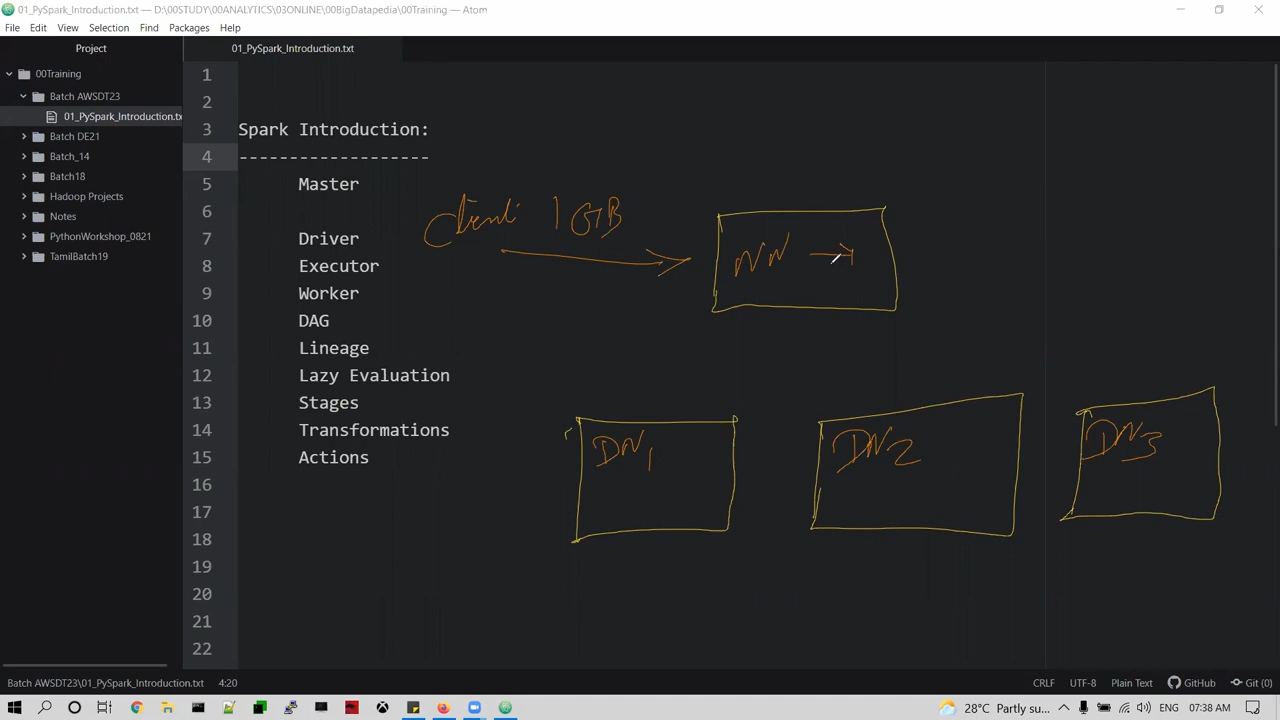 01_PySpark_Introduction.txt — D:\00STUDY\00ANALYTICS\03ONLINE\00BigDatapedia\00Training — Atom
File Edit View Selection Find Packages Help
Project
01_PySpark_Introduction.txt
00Training
Batch AWSDT23
01_PySpark_Introduction.tx
Batch DE21
Batch_14
Batch18
Hadoop Projects
Notes
PythonWorkshop_0821
TamilBatch19
1
2
3 Spark Introduction:
4 -------------------
5 Master
6
7 Driver
8 Executor
9 Worker
10 DAG
11 Lineage
12 Lazy Evaluation
13 Stages
14 Transformations
15 Actions
16
17
18
19
20
21
22
client 1 GB
NN
DN1 DN2 DN3
Batch AWSDT23\01_PySpark_Introduction.txt 4:20 CRLF UTF-8 Plain Text GitHub Git (0)
28°C Partly su... ENG 07:38 AM